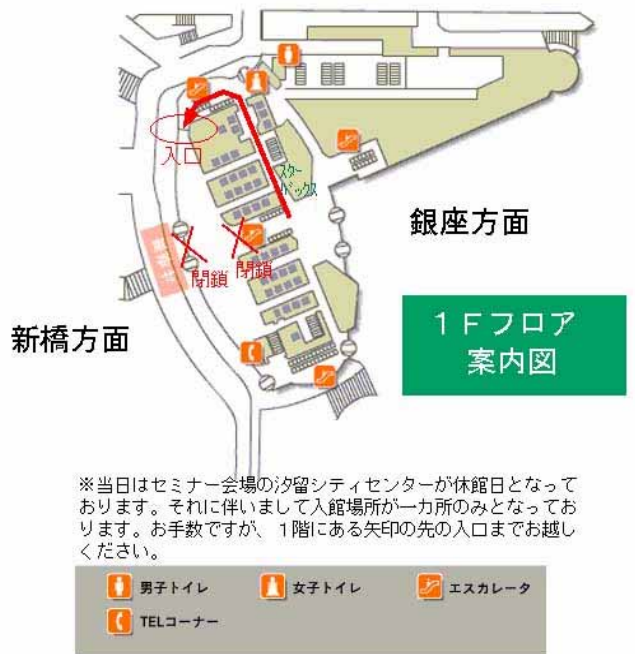 入口
スター
バックス
閉鎖
閉鎖
銀座方面
新橋方面
1Fフロア
案内図
※当日はセミナー会場の汐留シティセンターが休館日となって
おります。それに伴いまして入館場所が一カ所のみとなってお
ります。お手数ですが、1階にある矢印の先の入口までお越し
ください。
男子トイレ
女子トイレ
エスカレータ
TELコーナー